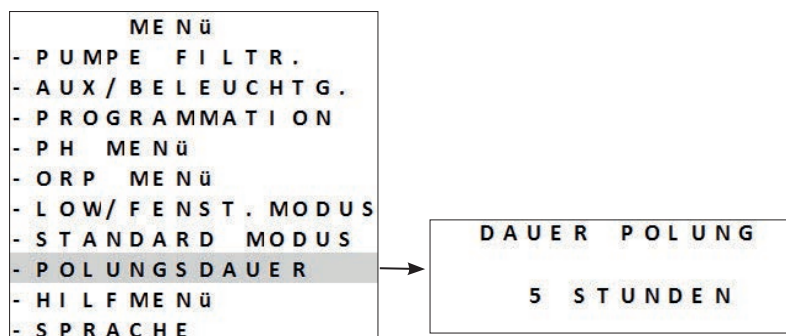 MENü
- PUMPE FILTR.
- AUX/BELEUCHTG.
- PROGRAMMATION
- PH MENü
- ORP MENü
- LOW/FENST. MODUS
- STANDARD MODUS
- POLUNGSDAUER
- HILFMENü
- SPRACHE
DAUER POLUNG
5 STUNDEN